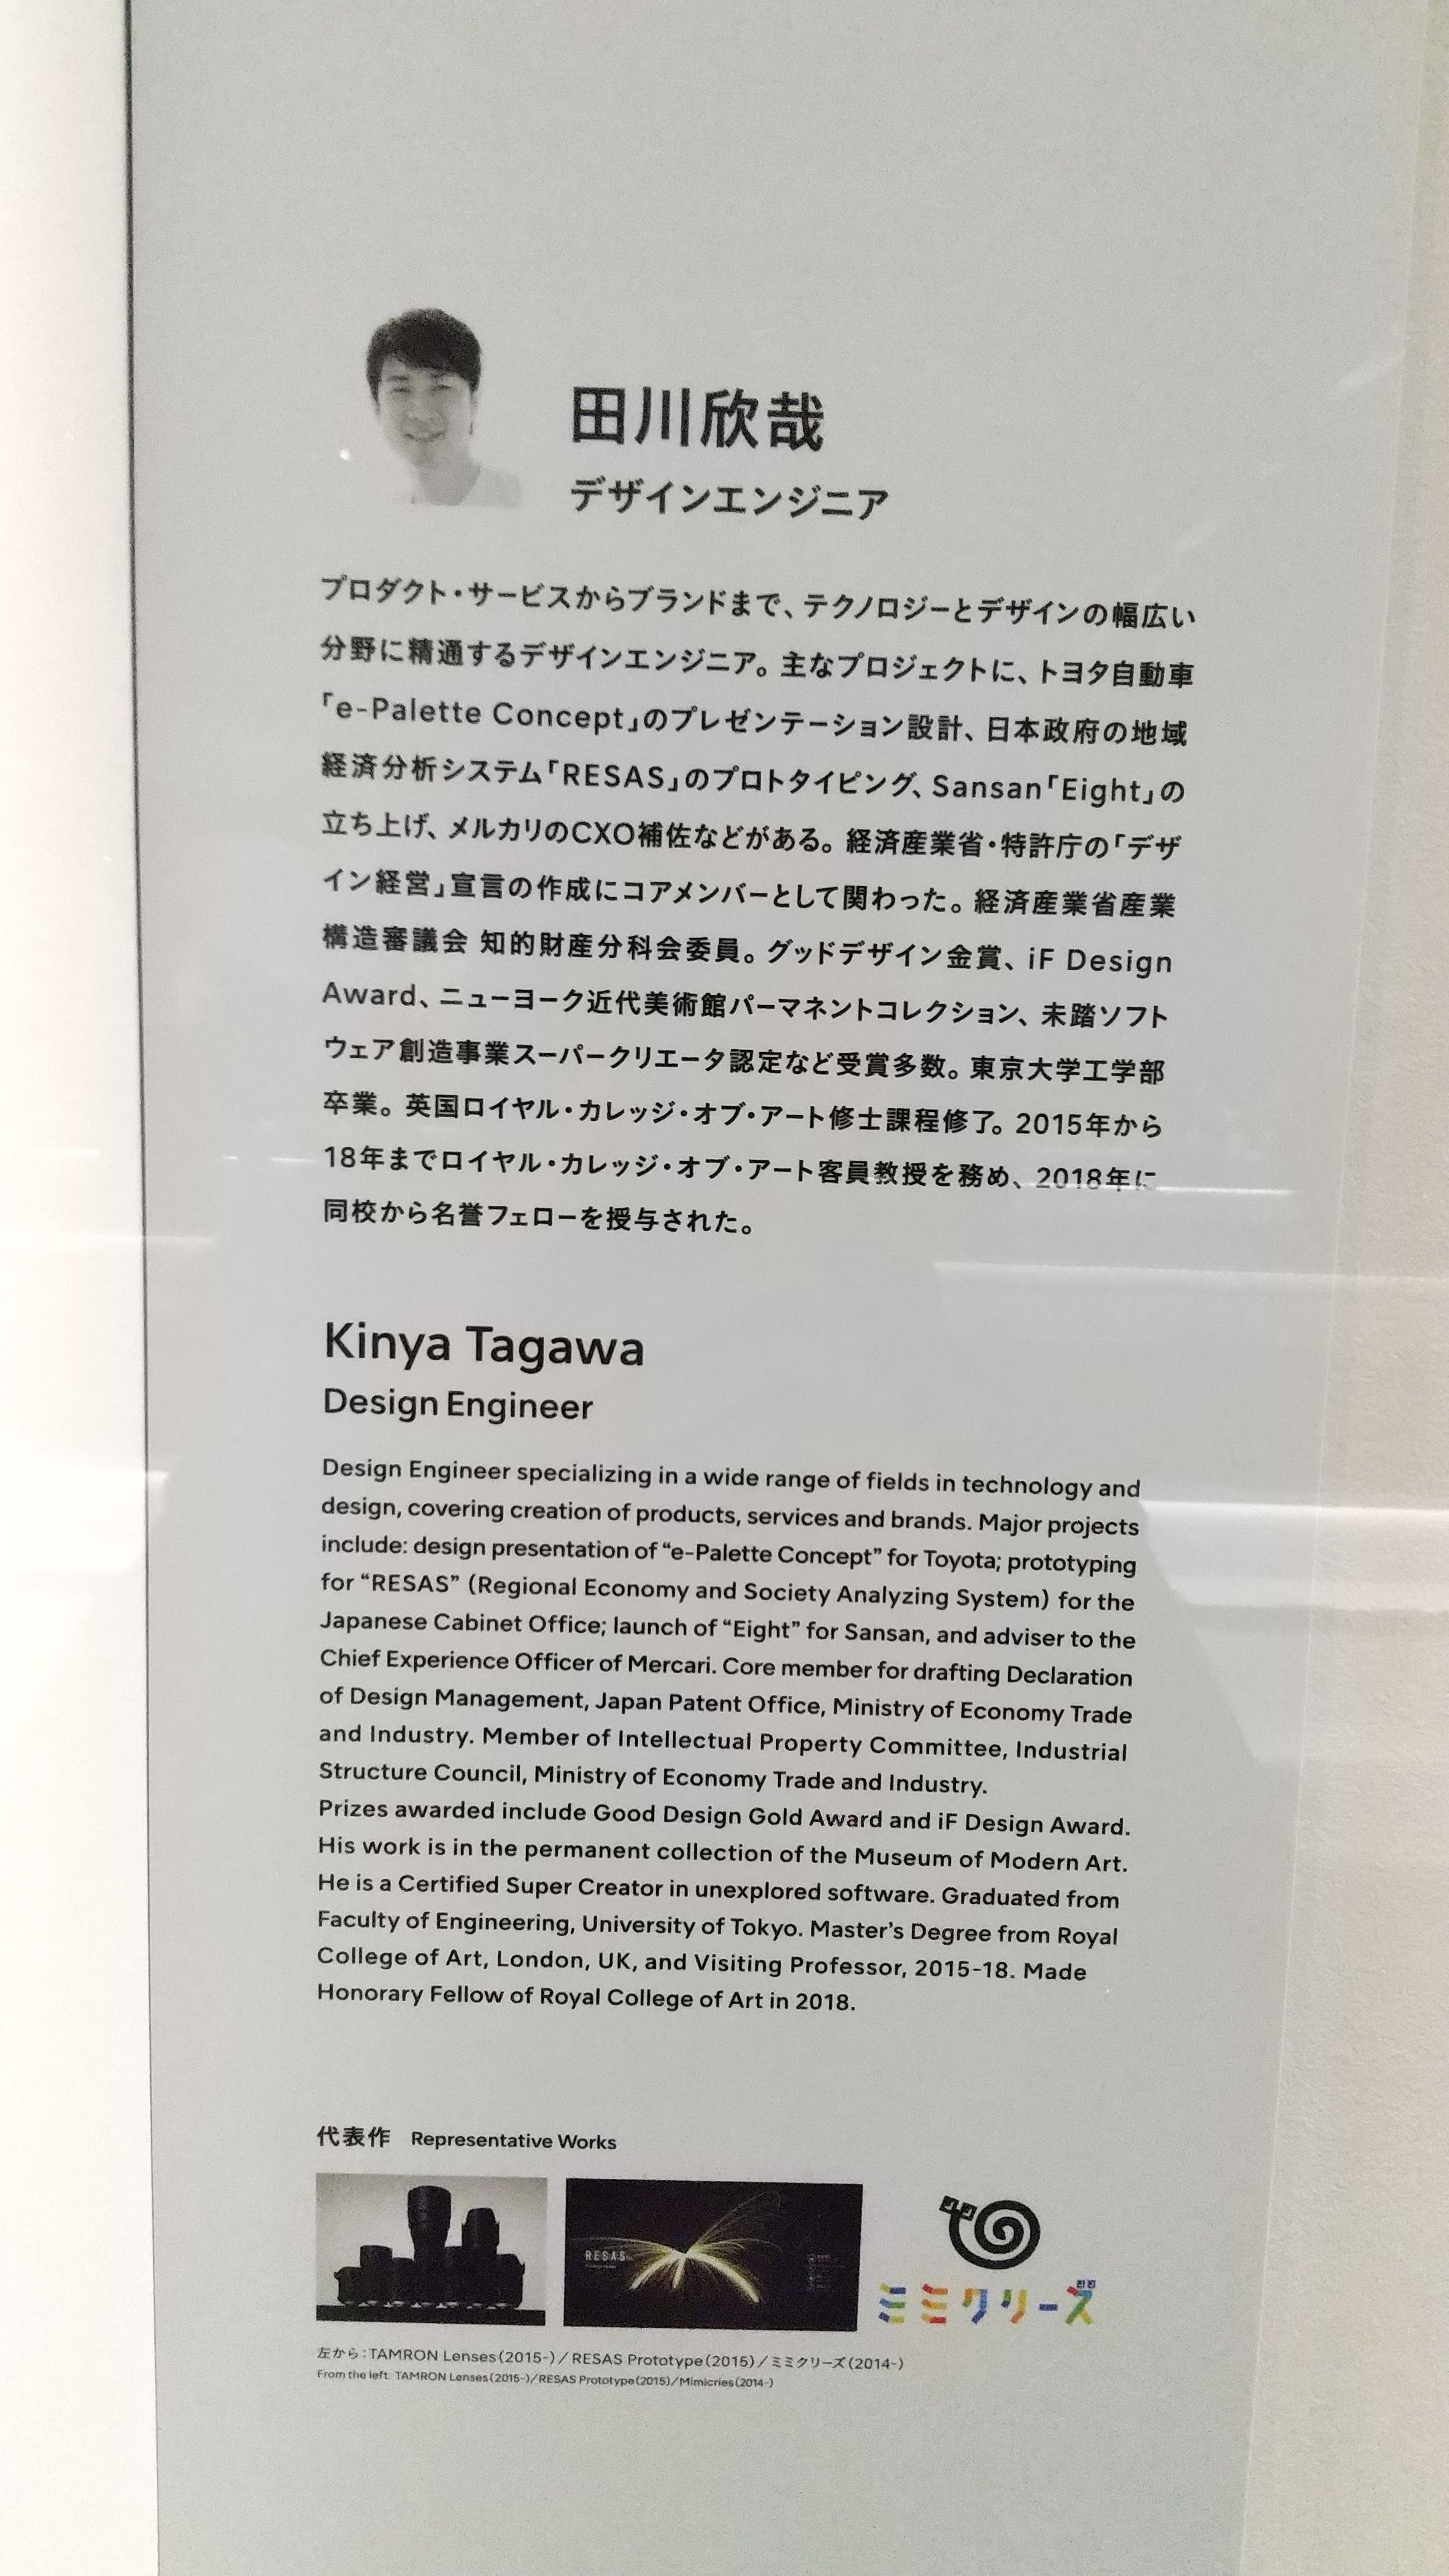 田川欣哉
デザインエンジニア
プロダクト・サービスからブランドまで、テクノロジーとデザインの幅広い
分野に精通するデザインエンジニア。主なプロジェクトに、トヨタ自動車
「e-Palette Concept」のプレゼンテーション設計、日本政府の地域
経済分析システム「RESAS」のプロトタイピング、Sansan「Eight」の
立ち上げ、メルカリのCXO補佐などがある。経済産業省・特許庁の「デザ
イン経営」宣言の作成にコアメンバーとして関わった。経済産業省産業
構造審議会 知的財産分科会委員。グッドデザイン金賞、iF Design
Award、ニューヨーク近代美術館パーマネントコレクション、未踏ソフト
ウェア創造事業スーパークリエータ認定など受賞多数。東京大学工学部
卒業。英国ロイヤル・カレッジ・オブ・アート修士課程修了。2015年から
18年までロイヤル・カレッジ・オブ・アート客員教授を務め、2018年に
同校から名誉フェローを授与された。
Kinya Tagawa
Design Engineer
Design Engineer specializing in a wide range of fields in technology and
design, covering creation of products, services and brands. Major projects
include: design presentation of “e-Palette Concept” for Toyota; prototyping
for “RESAS” (Regional Economy and Society Analyzing System) for the
Japanese Cabinet Office; launch of “Eight” for Sansan, and adviser to the
Chief Experience Officer of Mercari. Core member for drafting Declaration
of Design Management, Japan Patent Office, Ministry of Economy Trade
and Industry. Member of Intellectual Property Committee, Industrial
Structure Council, Ministry of Economy Trade and Industry.
Prizes awarded include Good Design Gold Award and iF Design Award.
His work is in the permanent collection of the Museum of Modern Art.
He is a Certified Super Creator in unexplored software. Graduated from
Faculty of Engineering, University of Tokyo. Master’s Degree from Royal
College of Art, London, UK, and Visiting Professor, 2015-18. Made
Honorary Fellow of Royal College of Art in 2018.
代表作 Representative Works
RESAS
ミミクリーズ
左から：TAMRON Lenses(2015-)／RESAS Prototype(2015)／ミミクリーズ(2014-)
From the left: TAMRON Lenses(2015-)/RESAS Prototype(2015)/Mimicries(2014-)